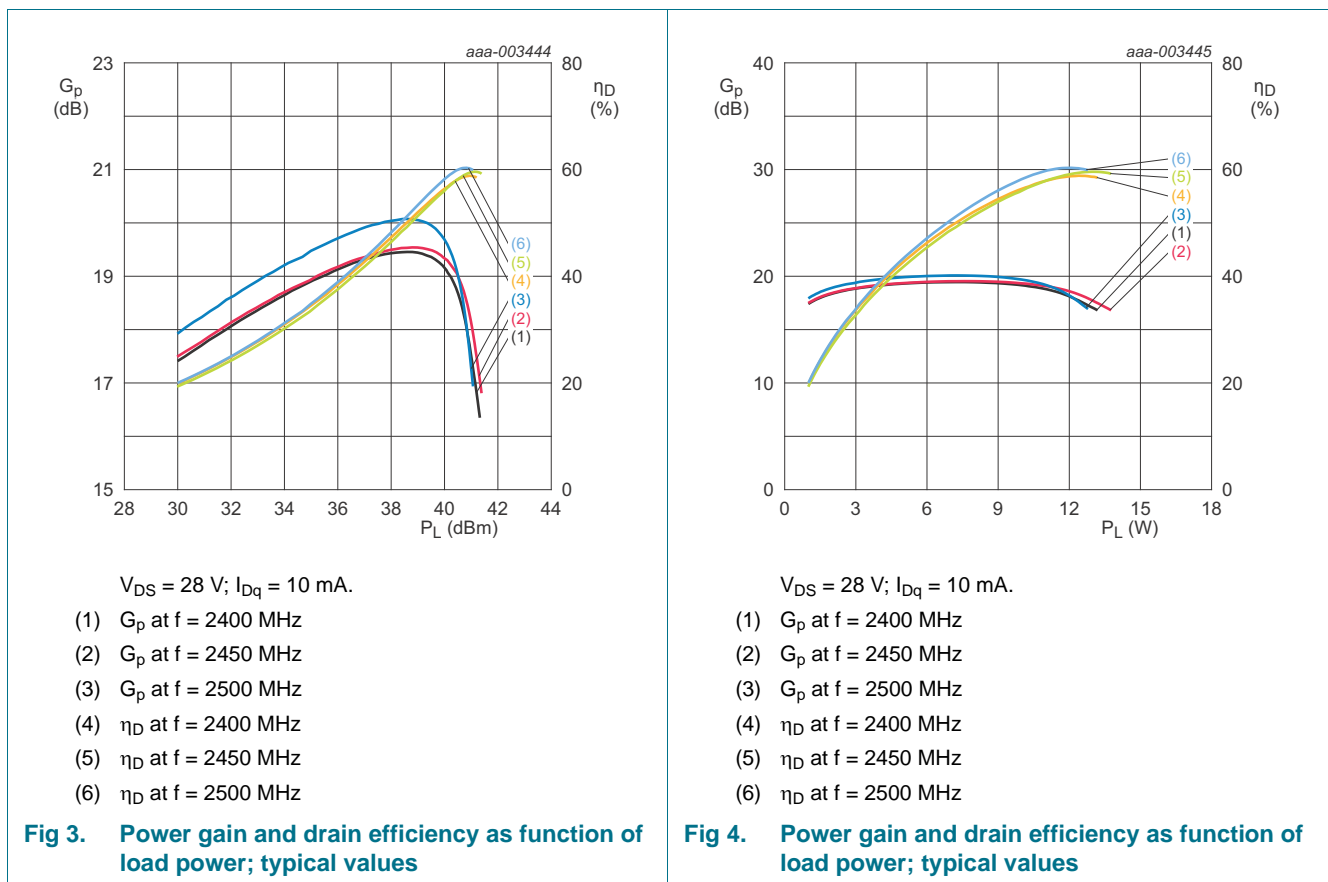 aaa-003444
23
21
19
17
15
G_p
(dB)
80
60
40
20
0
η_D
(%)
(6)
(5)
(4)
(3)
(2)
(1)
28 30 32 34 36 38 40 42 44
P_L (dBm)
V_DS = 28 V; I_Dq = 10 mA.
(1) G_p at f = 2400 MHz
(2) G_p at f = 2450 MHz
(3) G_p at f = 2500 MHz
(4) η_D at f = 2400 MHz
(5) η_D at f = 2450 MHz
(6) η_D at f = 2500 MHz
Fig 3. Power gain and drain efficiency as function of
load power; typical values
aaa-003445
40
30
20
10
0
G_p
(dB)
80
60
40
20
0
η_D
(%)
(6)
(5)
(4)
(3)
(1)
(2)
0 3 6 9 12 15 18
P_L (W)
V_DS = 28 V; I_Dq = 10 mA.
(1) G_p at f = 2400 MHz
(2) G_p at f = 2450 MHz
(3) G_p at f = 2500 MHz
(4) η_D at f = 2400 MHz
(5) η_D at f = 2450 MHz
(6) η_D at f = 2500 MHz
Fig 4. Power gain and drain efficiency as function of
load power; typical values